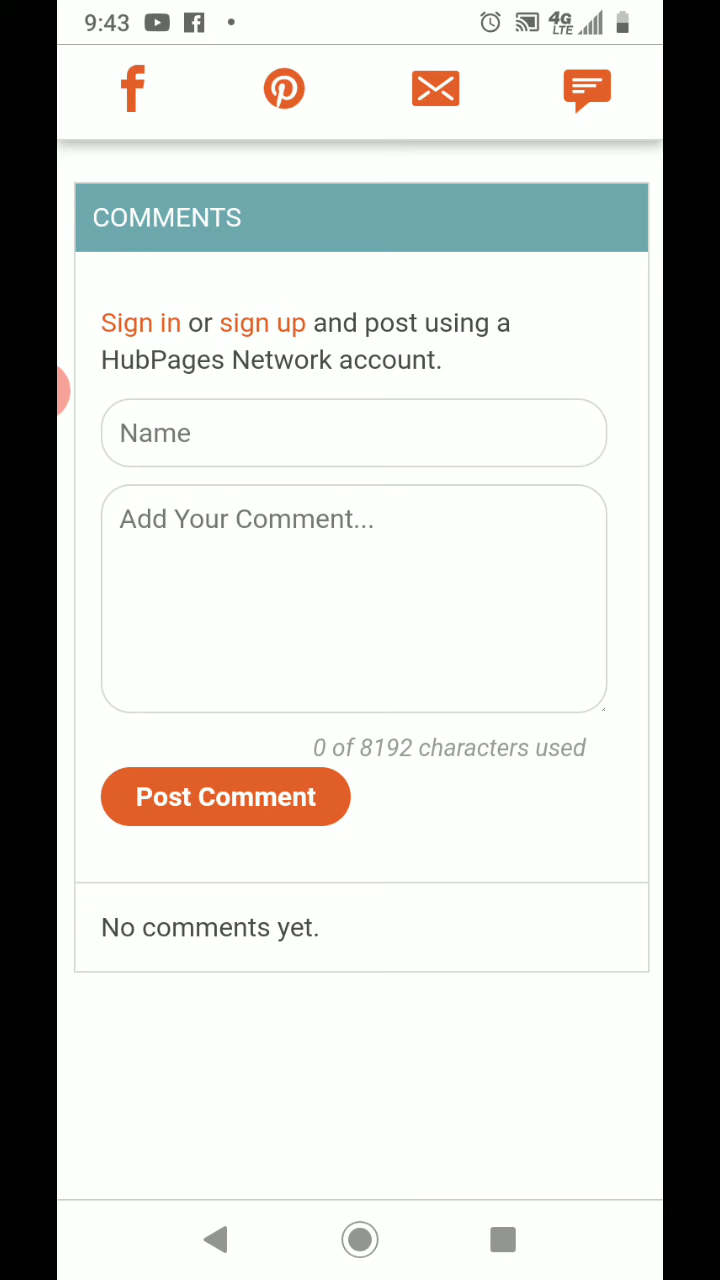 9:43
4G
LTE
COMMENTS
Sign in or sign up and post using a
HubPages Network account.
Name
Add Your Comment...
0 of 8192 characters used
Post Comment
No comments yet.